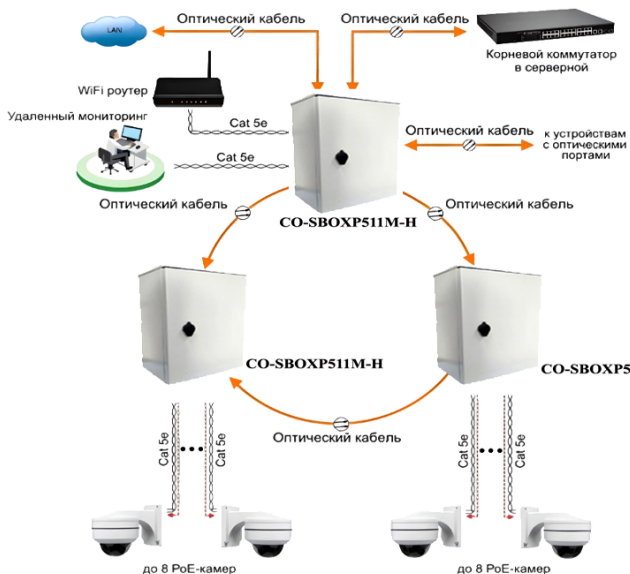 LAN
Оптический кабель
Оптический кабель
Корневой коммутатор
в серверной
WiFi роутер
Cat 5e
Удаленный мониторинг
Cat 5e
Оптический кабель
к устройствам
с оптическими
портами
Оптический кабель
Оптический кабель
CO-SBOXP511M-H
CO-SBOXP511M-H
CO-SBOXP5
Оптический кабель
Cat 5e
Cat 5e
Cat 5e
Cat 5e
до 8 PoE-камер
до 8 PoE-камер